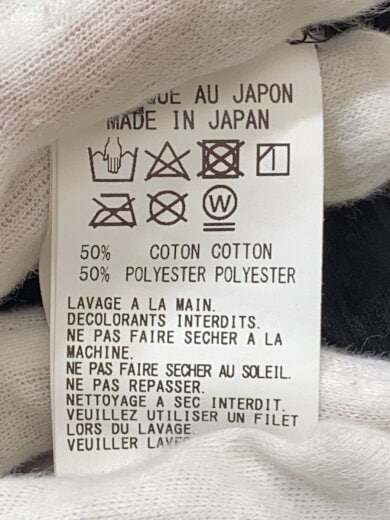 QUE AU JAPON
MADE IN JAPAN
W
50% COTON COTTON
50% POLYESTER POLYESTER
LAVAGE A LA MAIN.
DECOLORANTS INTERDITS.
NE PAS FAIRE SECHER A LA
MACHINE.
NE PAS FAIRE SECHER AU SOLEIL.
NE PAS REPASSER.
NETTOYAGE A SEC INTERDIT.
VEUILLEZ UTILISER UN FILET
LORS DU LAVAGE
VEUILLER